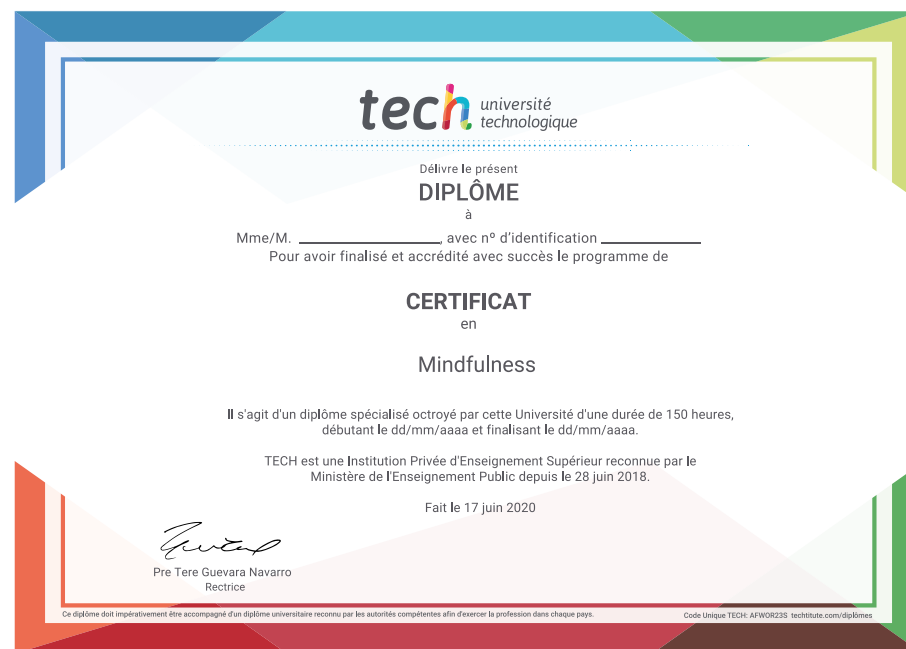 tech université
technologique
Délivre le présent
DIPLÔME
à
Mme/M. ____________________, avec nº d'identification ______________
Pour avoir finalisé et accrédité avec succès le programme de
CERTIFICAT
en
Mindfulness
Il s'agit d'un diplôme spécialisé octroyé par cette Université d'une durée de 150 heures,
débutant le dd/mm/aaaa et finalisant le dd/mm/aaaa.
TECH est une Institution Privée d'Enseignement Supérieur reconnue par le
Ministère de l'Enseignement Public depuis le 28 juin 2018.
Fait le 17 juin 2020
Pre Tere Guevara Navarro
Rectrice
Ce diplôme doit impérativement être accompagné d'un diplôme universitaire reconnu par les autorités compétentes afin d'exercer la profession dans chaque pays.
Code Unique TECH: AFWOR23S techtitute.com/diplômes